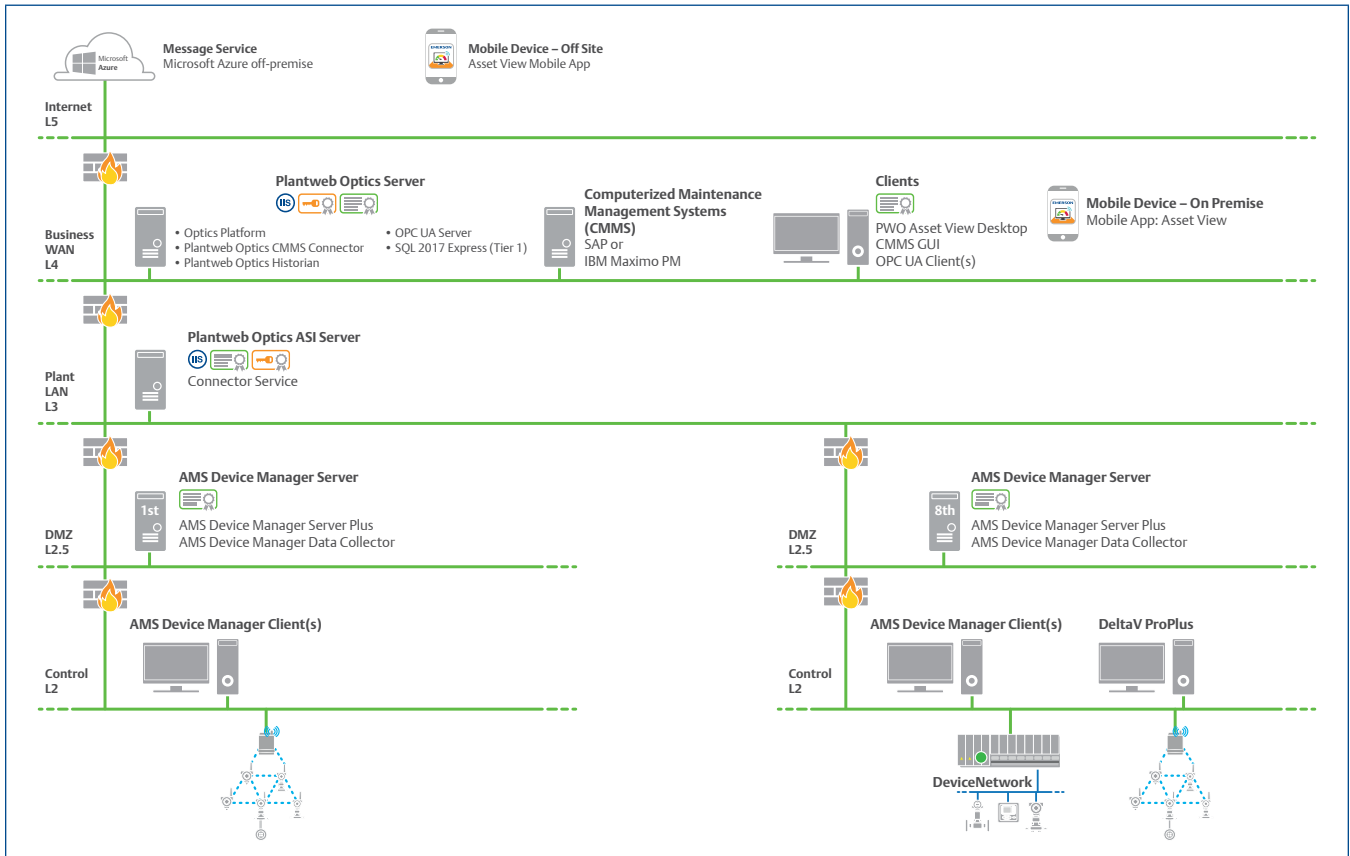 Microsoft
Azure
Message Service
Microsoft Azure off-premise
EMERSON
Mobile Device – Off Site
Asset View Mobile App
Internet
L5
Plantweb Optics Server
IIS
• Optics Platform
• Plantweb Optics CMMS Connector
• Plantweb Optics Historian
• OPC UA Server
• SQL 2017 Express (Tier 1)
Computerized Maintenance
Management Systems
(CMMS)
SAP or
IBM Maximo PM
Clients
PWO Asset View Desktop
CMMS GUI
OPC UA Client(s)
EMERSON
Mobile Device – On Premise
Mobile App: Asset View
Business
WAN
L4
Plantweb Optics ASI Server
IIS
Connector Service
Plant
LAN
L3
AMS Device Manager Server
1st
AMS Device Manager Server Plus
AMS Device Manager Data Collector
DMZ
L2.5
AMS Device Manager Server
8th
AMS Device Manager Server Plus
AMS Device Manager Data Collector
DMZ
L2.5
AMS Device Manager Client(s)
Control
L2
AMS Device Manager Client(s)
DeltaV ProPlus
Control
L2
DeviceNetwork